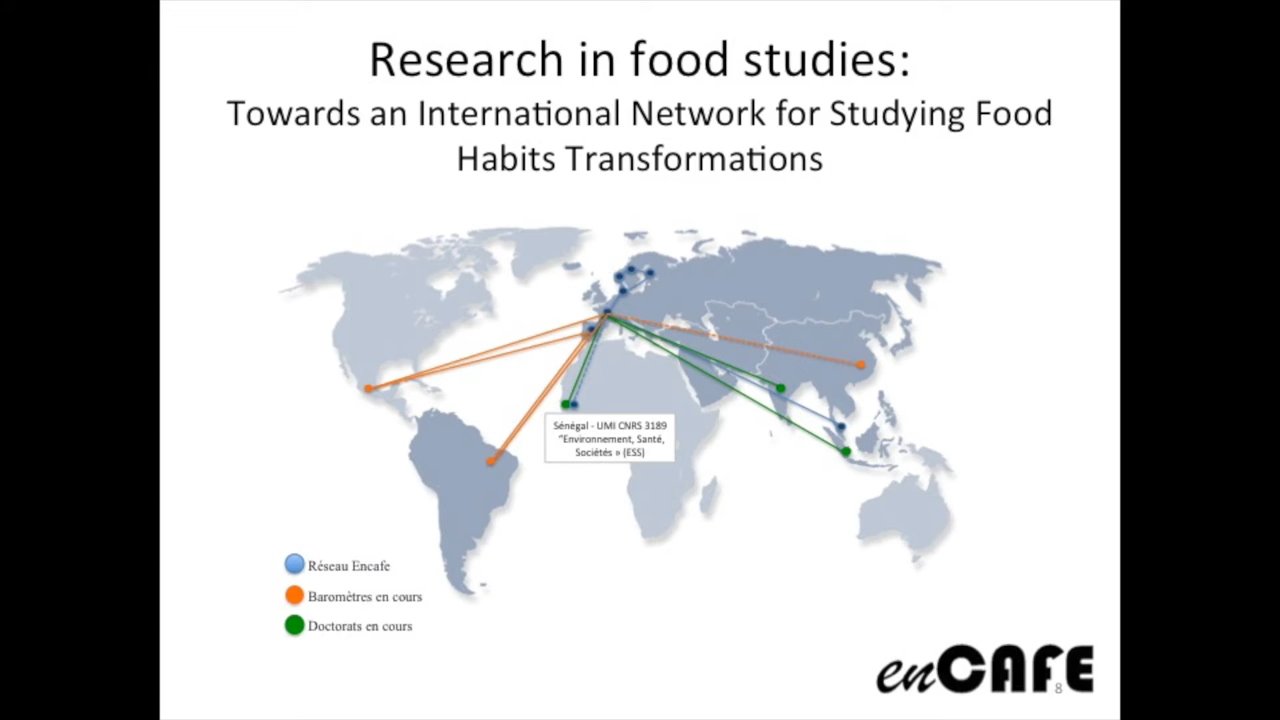 Research in food studies:
Towards an International Network for Studying Food
Habits Transformations
Sénégal - UMI CNRS 3189
"Environnement, Santé,
Sociétés » (ESS)
Réseau Encafe
Baromètres en cours
Doctorats en cours
enCAFE
8